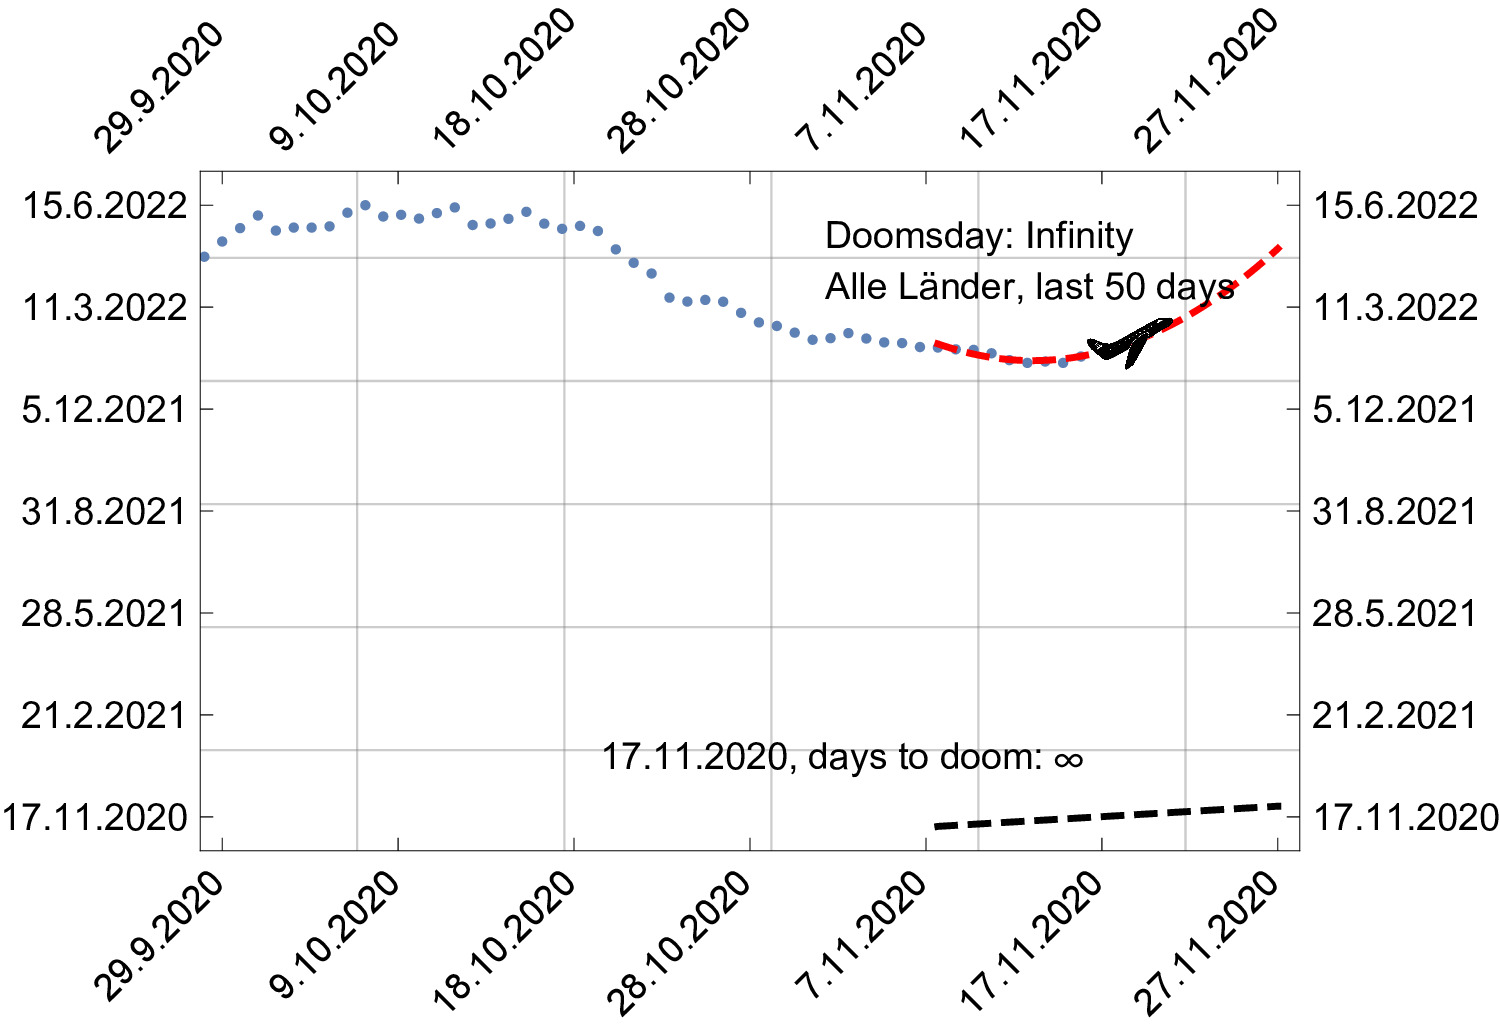 29.9.2020 9.10.2020 18.10.2020 28.10.2020 7.11.2020 17.11.2020 27.11.2020
15.6.2022 15.6.2022
Doomsday: Infinity
Alle Länder, last 50 days
11.3.2022 11.3.2022
5.12.2021 5.12.2021
31.8.2021 31.8.2021
28.5.2021 28.5.2021
21.2.2021 21.2.2021
17.11.2020, days to doom: ∞
17.11.2020 17.11.2020
29.9.2020 9.10.2020 18.10.2020 28.10.2020 7.11.2020 17.11.2020 27.11.2020